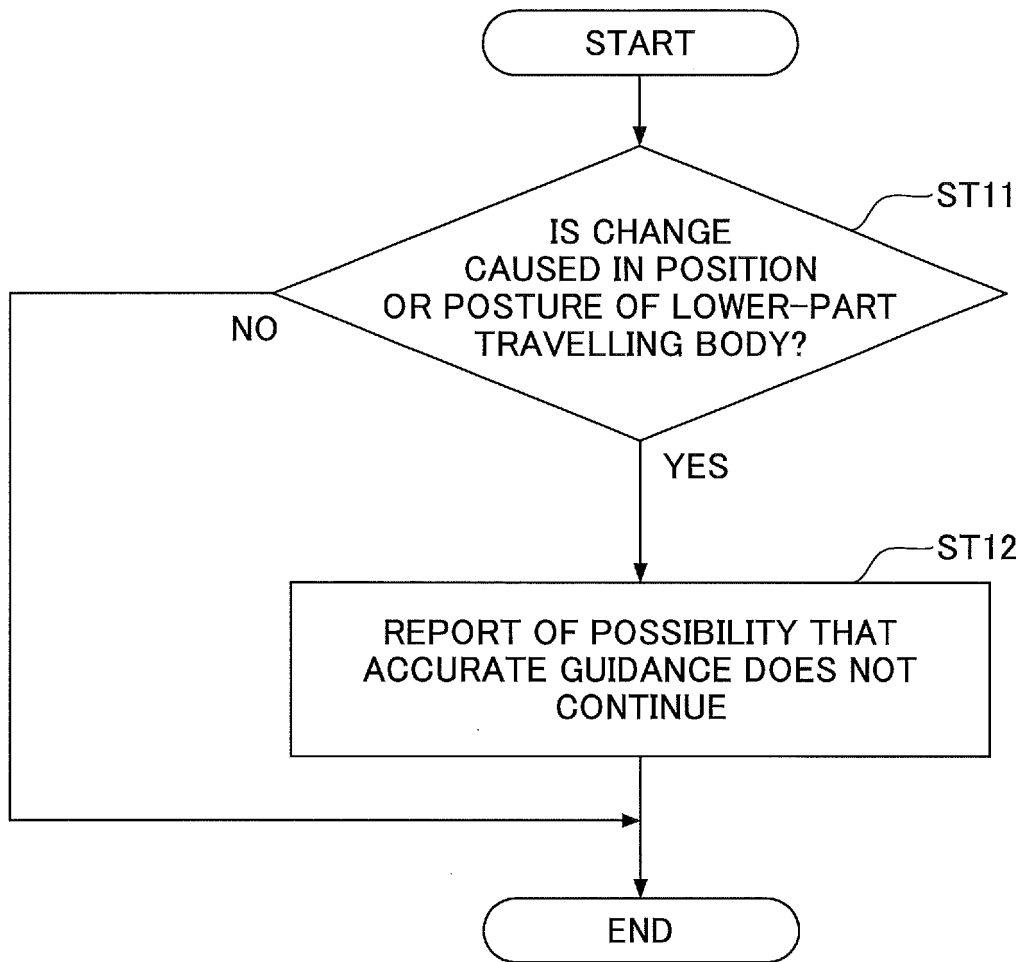 START
ST11
IS CHANGE
CAUSED IN POSITION
OR POSTURE OF LOWER-PART
TRAVELLING BODY?
NO
YES
ST12
REPORT OF POSSIBILITY THAT
ACCURATE GUIDANCE DOES NOT
CONTINUE
END